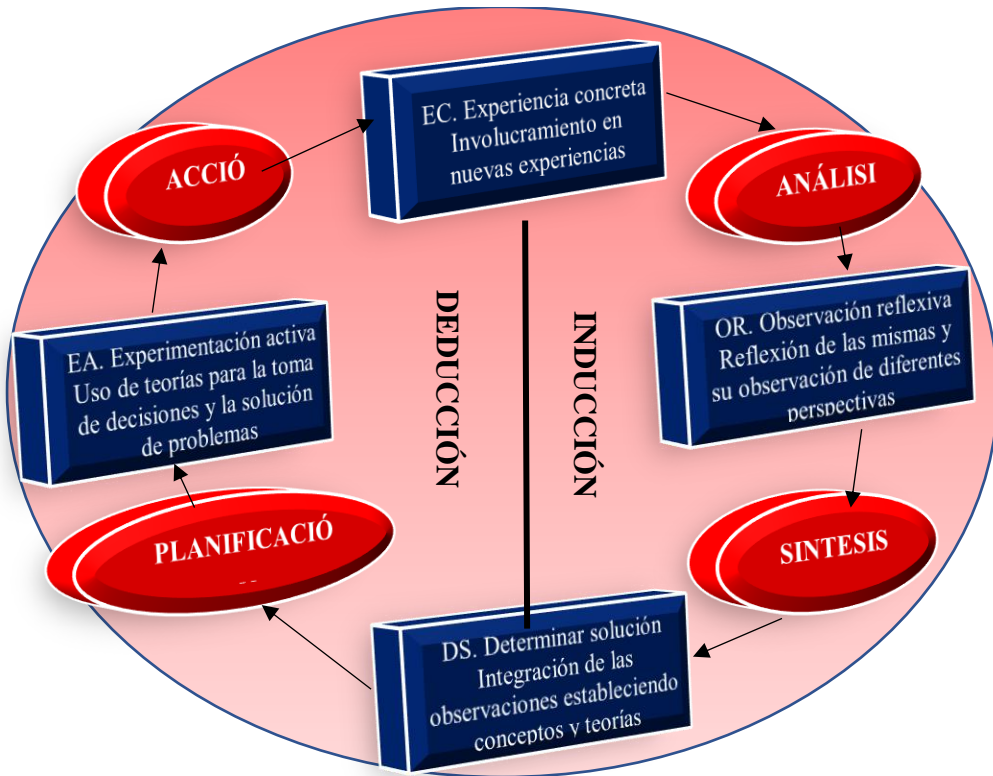 EC. Experiencia concreta
Involucramiento en
nuevas experiencias
ACCIÓ
ANÁLISI
DEDUCCIÓN
INDUCCIÓN
OR. Observación reflexiva
Reflexión de las mismas y
su observación de diferentes
perspectivas
EA. Experimentación activa
Uso de teorías para la toma
de decisiones y la solución
de problemas
PLANIFICACIÓ
SINTESIS
DS. Determinar solución
Integración de las
observaciones estableciendo
conceptos y teorías